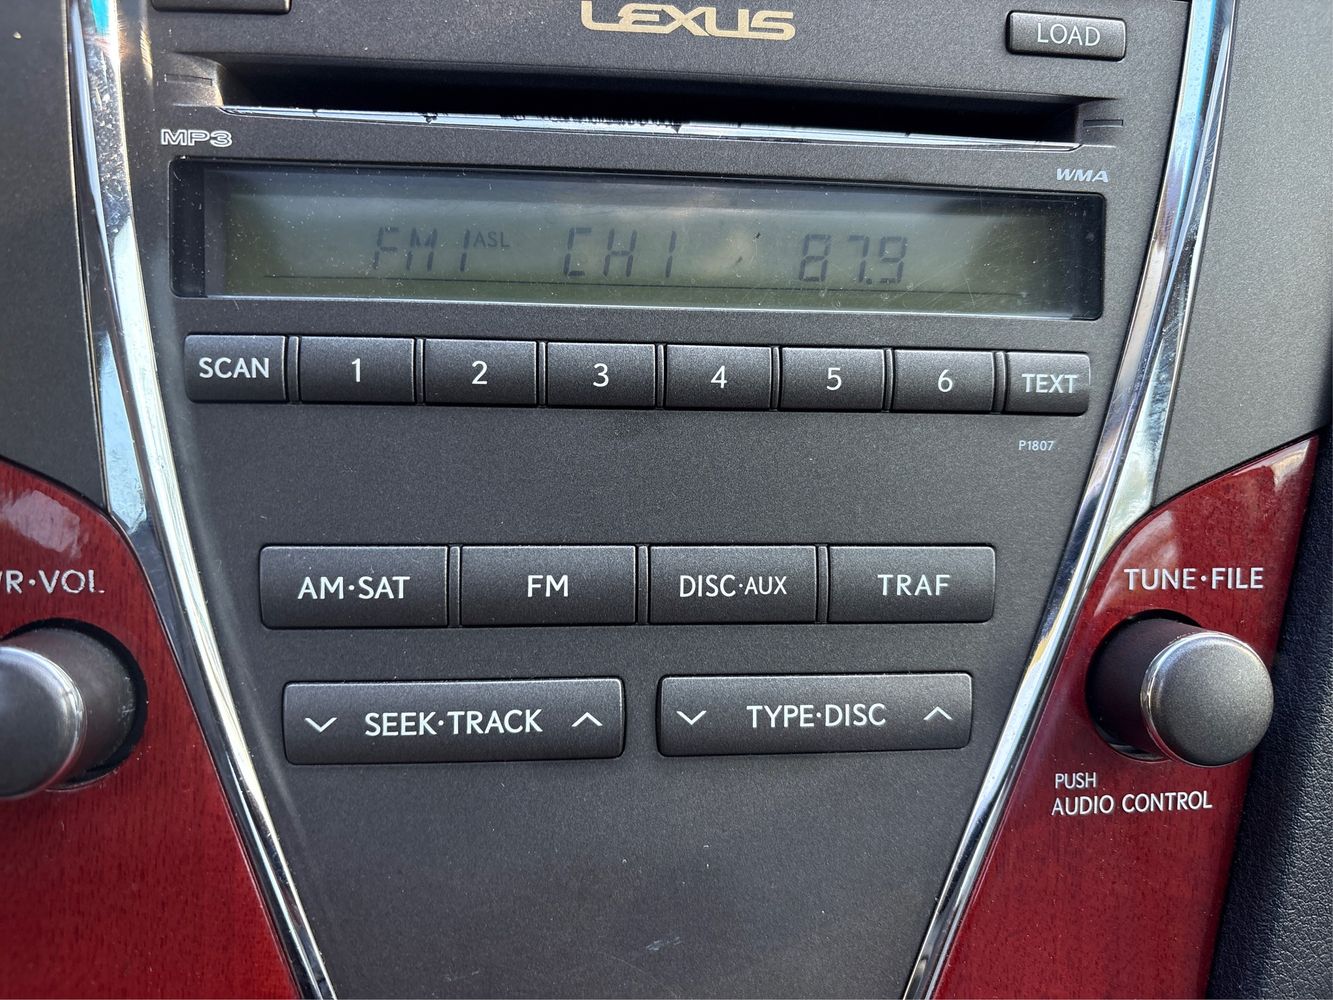 LEXUS
LOAD
MP3
WMA
FM1 ASL CH1 87.9
SCAN 1 2 3 4 5 6 TEXT
P1807
AM·SAT FM DISC·AUX TRAF
R·VOL
TUNE·FILE
SEEK·TRACK TYPE·DISC
PUSH
AUDIO CONTROL